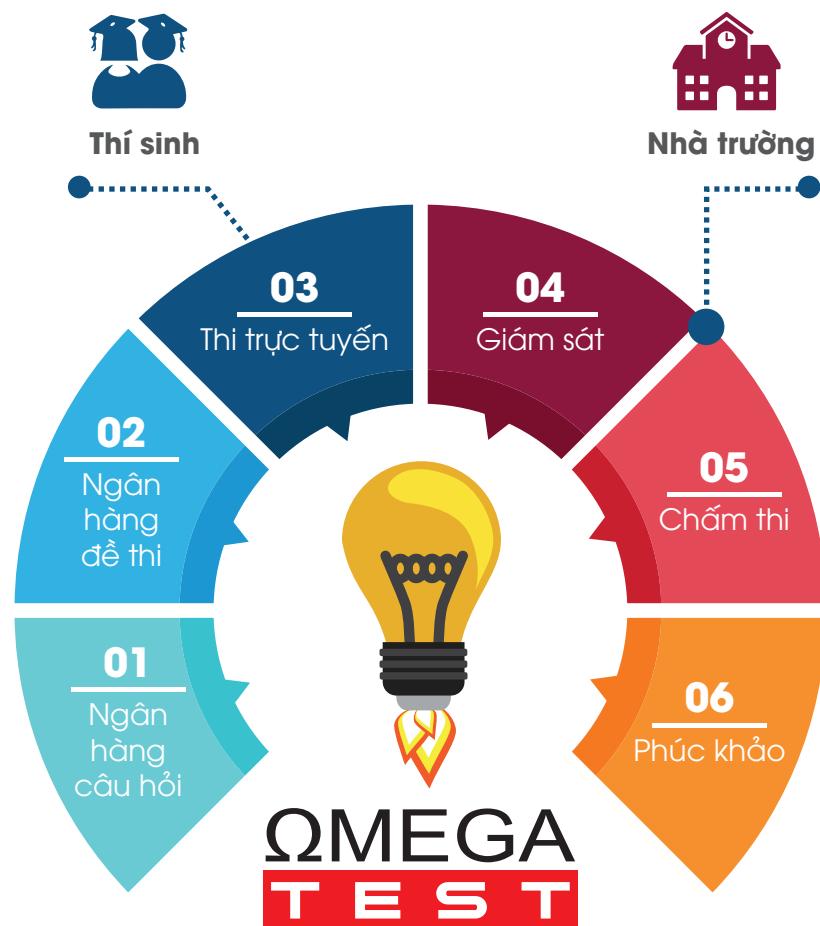 Thí sinh
Nhà trường
03
Thi trực tuyến
04
Giám sát
02
Ngân
hàng
đề thi
05
Chấm thi
01
Ngân
hàng
câu hỏi
06
Phúc khảo
ΩMEGA
TEST